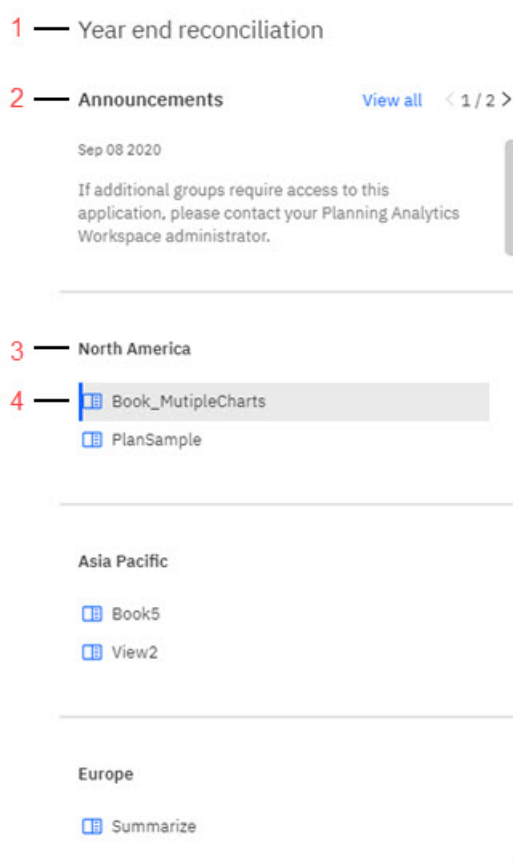 1 Year end reconciliation
2 Announcements View all < 1 / 2 >
Sep 08 2020
If additional groups require access to this
application, please contact your Planning Analytics
Workspace administrator.
3 North America
4 Book_MutipleCharts
PlanSample
Asia Pacific
Book5
View2
Europe
Summarize